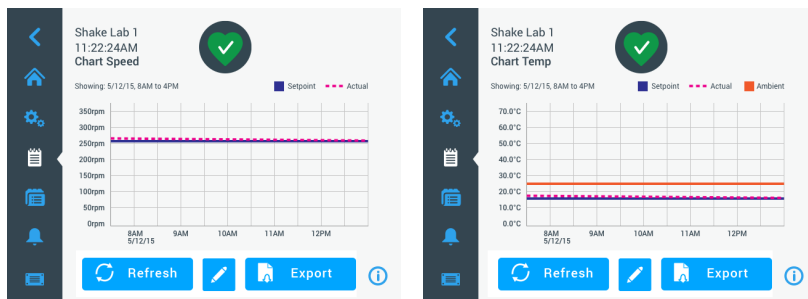 Shake Lab 1
11:22:24AM
Chart Speed
Showing: 5/12/15, 8AM to 4PM
Setpoint
Actual
350rpm
300rpm
250rpm
200rpm
150rpm
100rpm
50rpm
0rpm
8AM 9AM 10AM 11AM 12PM
5/12/15
Refresh
Export
Shake Lab 1
11:22:24AM
Chart Temp
Showing: 5/12/15, 8AM to 4PM
Setpoint
Actual
Ambient
70.0°C
60.0°C
50.0°C
40.0°C
30.0°C
20.0°C
10.0°C
0.0°C
8AM 9AM 10AM 11AM 12PM
5/12/15
Refresh
Export